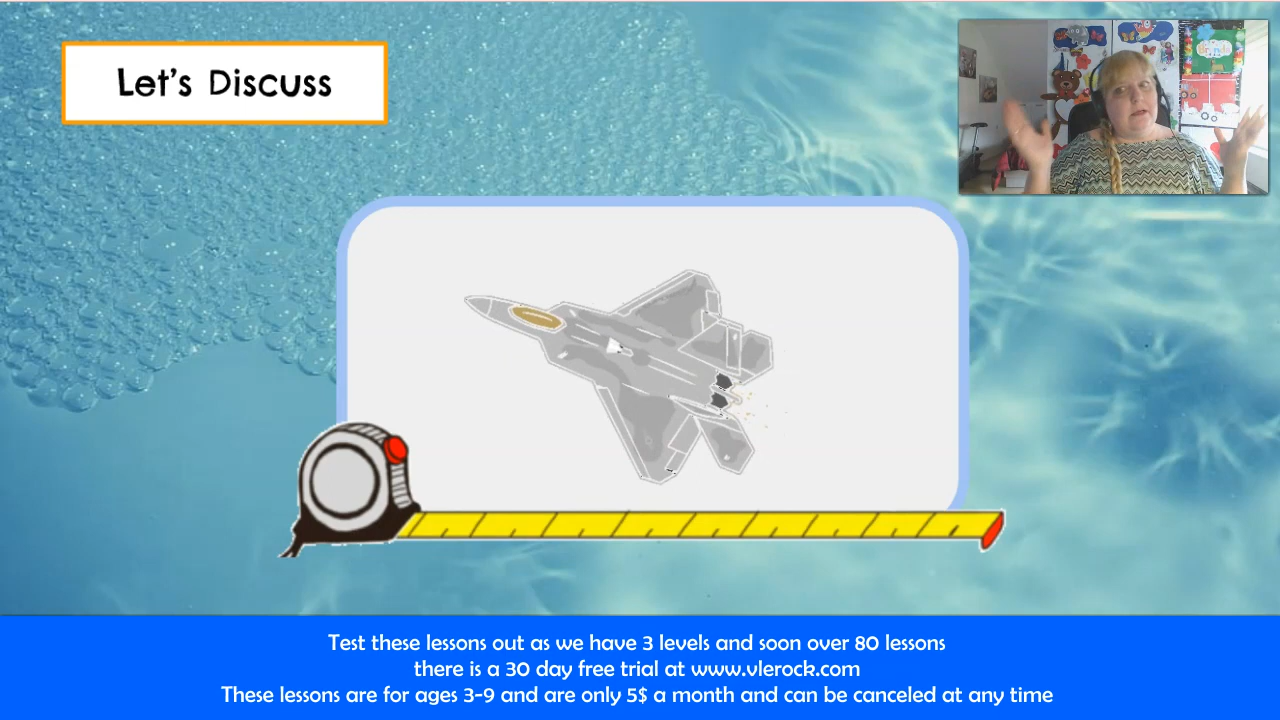 Let's Discuss
Test these lessons out as we have 3 levels and soon over 80 lessons
there is a 30 day free trial at www.vlerock.com
These lessons are for ages 3-9 and are only 5$ a month and can be canceled at any time